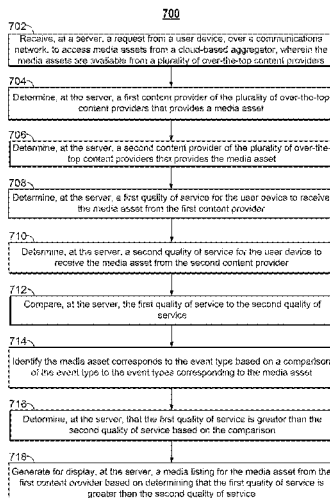 700
702
Receive, at a server, a request from a user device, over a communications
network, to access media assets from a cloud-based aggregator, wherein the
media assets are available from a plurality of over-the-top content providers
704
Determine, at the server, a first content provider of the plurality of over-the-top
content providers that provides a media asset
706
Determine, at the server, a second content provider of the plurality of over-the-
top content providers that provides the media asset
708
Determine, at the server, a first quality of service for the user device to receive
the media asset from the first content provider
710
Determine, at the server, a second quality of service for the user device to
receive the media asset from the second content provider
712
Compare, at the server, the first quality of service to the second quality of
service
714
Identify the media asset corresponds to the event type based on a comparison
of the event type to the event types corresponding to the media asset
716
Determine, at the server, that the first quality of service is greater than the
second quality of service based on the comparison
718
Generate for display, at the server, a media listing for the media asset from the
first content provider based on determining that the first quality of service is
greater than the second quality of service